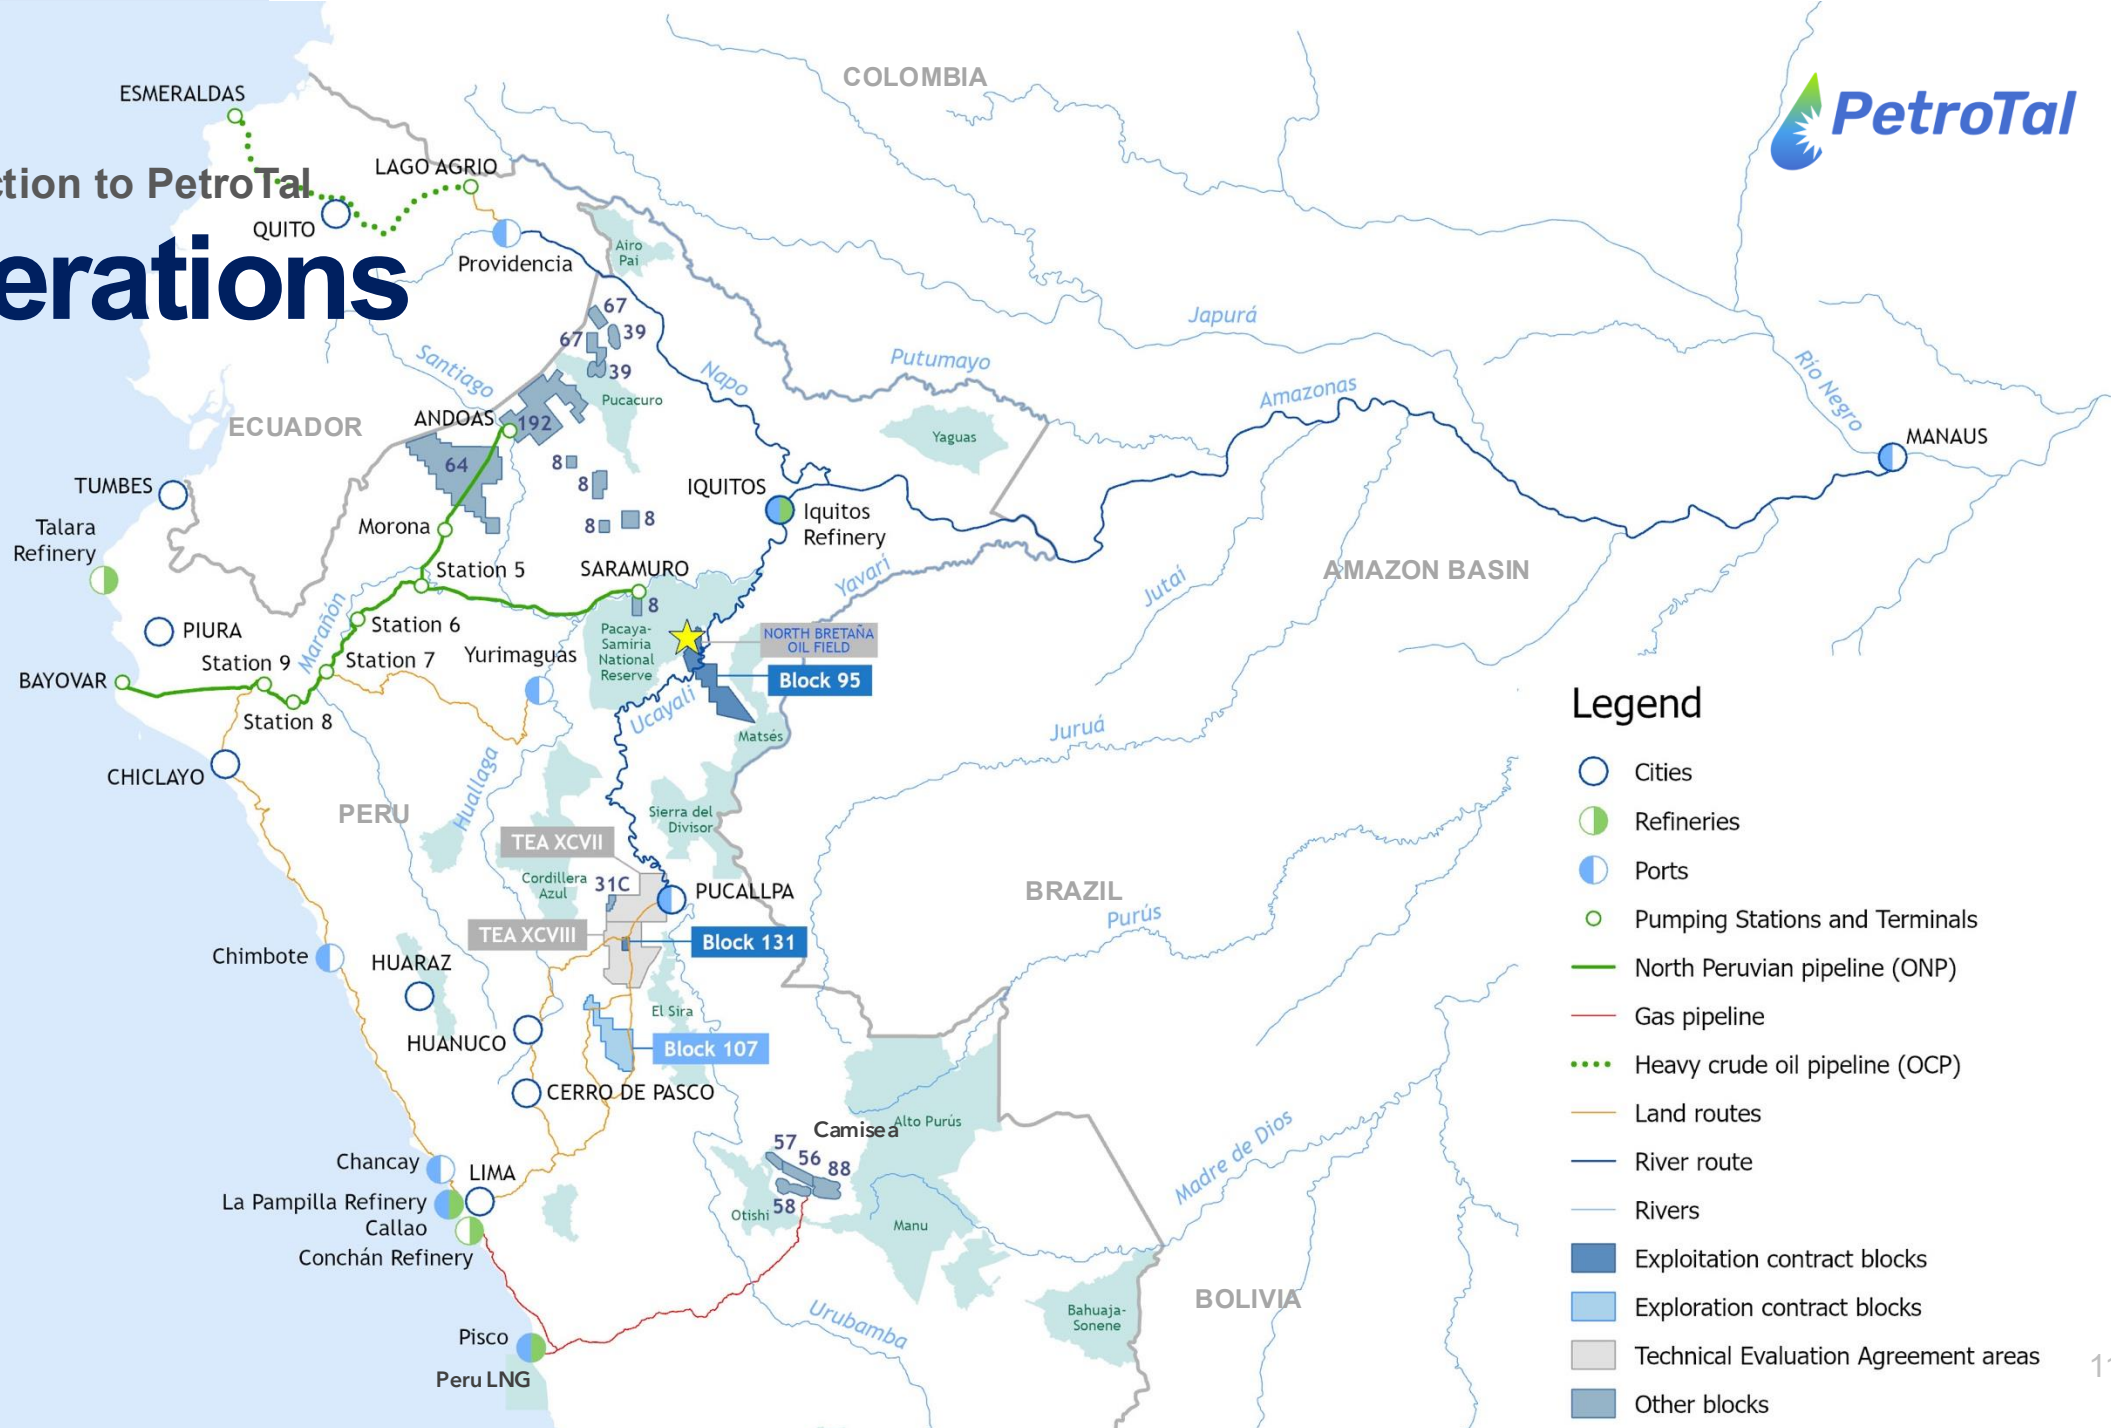 COLOMBIA
ESMERALDAS
PetroTal
LAGO AGRIO
ction to PetroTal
QUITO
erations
Providencia
Airo
Pai
67
39
67
39
Japurá
Santiago
Napo
Putumayo
Río Negro
Amazonas
Pucacuro
ANDOAS
192
ECUADOR
Yaguas
MANAUS
64
8
8
8
8
TUMBES
IQUITOS
Iquitos
Refinery
Talara
Refinery
Morona
Station 5
SARAMURO
Yavarí
Jutaí
AMAZON BASIN
8
Marañón
Station 6
PIURA
Pacaya-
Samiria
National
Reserve
NORTH BRETAÑA
OIL FIELD
Station 9
Station 7
Yurimaguas
BAYOVAR
Block 95
Ucayali
Station 8
Matsés
Juruá
CHICLAYO
Huallaga
PERU
Sierra del
Divisor
TEA XCVII
Cordillera
Azul
31C
PUCALLPA
BRAZIL
Purús
TEA XCVIII
Block 131
Chimbote
HUARAZ
El Sira
HUANUCO
Block 107
CERRO DE PASCO
Camisea
Alto Purús
57
56
88
58
Madre de Dios
Chancay
LIMA
La Pampilla Refinery
Callao
Conchán Refinery
Otishi
Manu
BOLIVIA
Urubamba
Bahuaja-
Sonene
Pisco
Peru LNG
Legend
Cities
Refineries
Ports
Pumping Stations and Terminals
North Peruvian pipeline (ONP)
Gas pipeline
Heavy crude oil pipeline (OCP)
Land routes
River route
Rivers
Exploitation contract blocks
Exploration contract blocks
Technical Evaluation Agreement areas
Other blocks